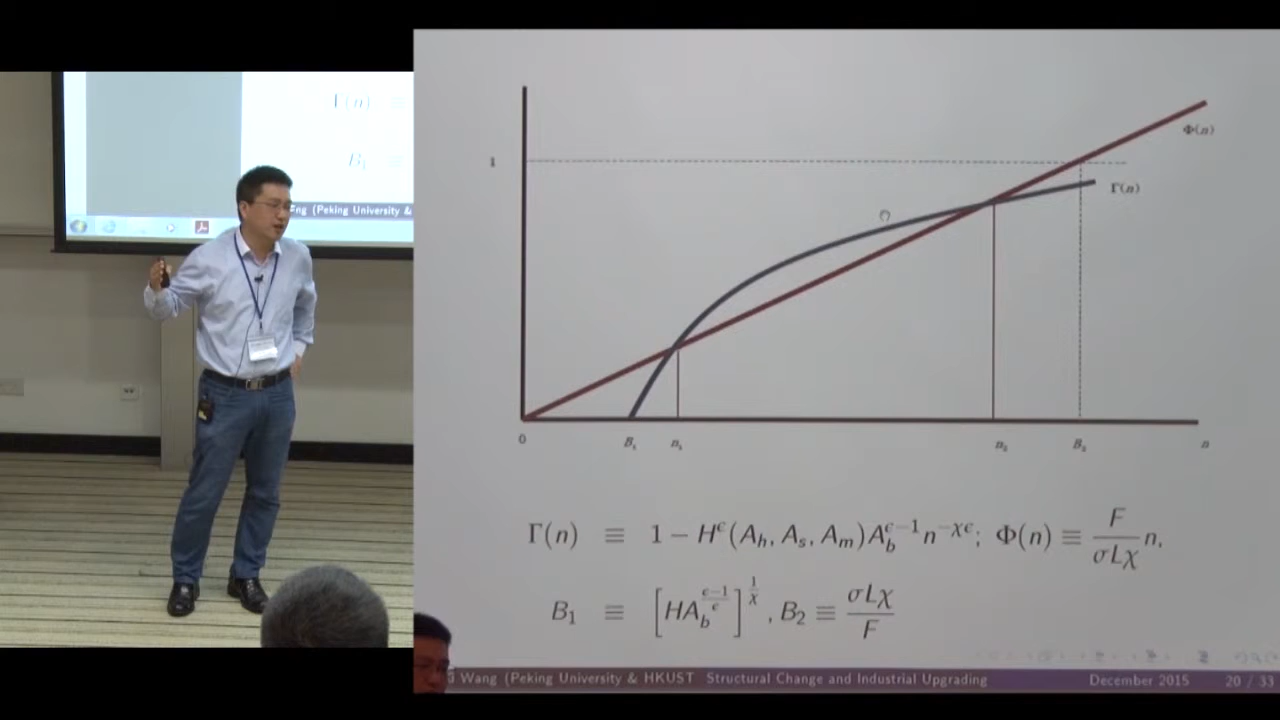 Γ(n) ≡
B₁ ≡
Eng (Peking University &
1
Φ(n)
Γ(n)
0 B₁ n₁ n₂ B₂ n
Γ(n) ≡ 1 − H^ϵ(A_h, A_s, A_m)A_b^{ϵ−1}n^{−χϵ}; Φ(n) ≡ F/(σLχ) n,
B₁ ≡ [HA_b^{(ϵ−1)/ϵ}]^{1/χ}, B₂ ≡ σLχ/F
Wang (Peking University & HKUST Structural Change and Industrial Upgrading December 2015 20 / 33